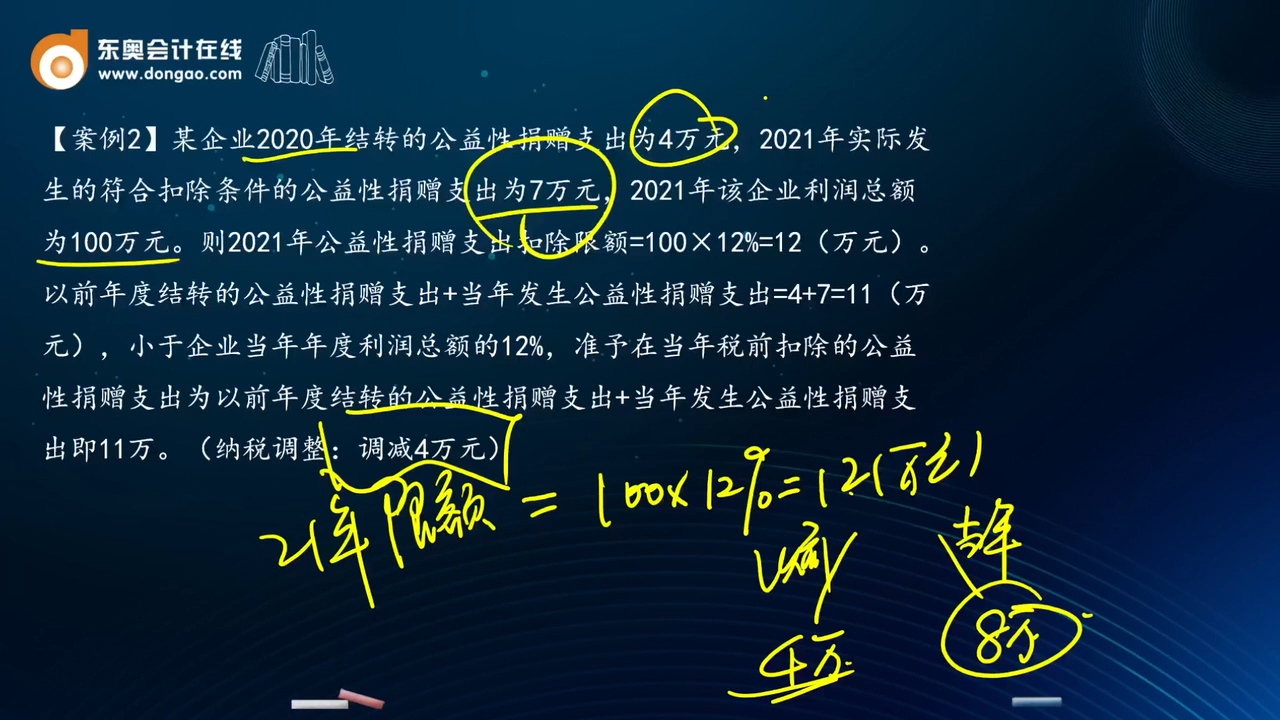 东奥会计在线
www.dongao.com
【案例2】某企业2020年结转的公益性捐赠支出为4万元，2021年实际发
生的符合扣除条件的公益性捐赠支出为7万元，2021年该企业利润总额
为100万元。则2021年公益性捐赠支出扣除限额=100×12%=12（万元）。
以前年度结转的公益性捐赠支出+当年发生公益性捐赠支出=4+7=11（万
元），小于企业当年年度利润总额的12%，准予在当年税前扣除的公益
性捐赠支出为以前年度结转的公益性捐赠支出+当年发生公益性捐赠支
出即11万。（纳税调整：调减4万元）
21年限额=100×12%=12(万元)
当年
减
8万
4万